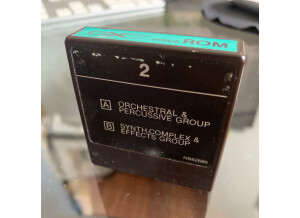 ROM
2
A ORCHESTRAL &
PERCUSSIVE GROUP
B SYNTH.COMPLEX &
EFFECTS GROUP